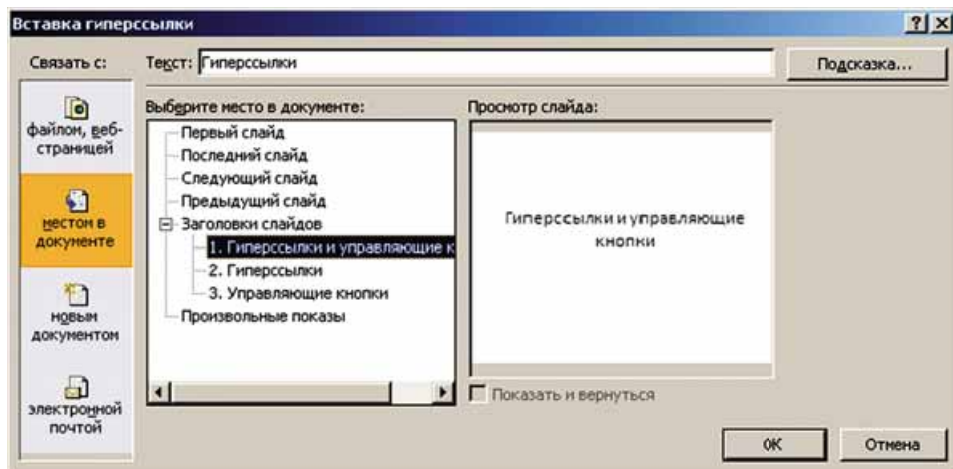 Вставка гиперссылки
Связать с:
Текст: Гиперссылки
Подсказка...
файлом, веб-
страницей
местом в
документе
новым
документом
электронной
почтой
Выберите место в документе:
Первый слайд
Последний слайд
Следующий слайд
Предыдущий слайд
Заголовки слайдов
1. Гиперссылки и управляющие к
2. Гиперссылки
3. Управляющие кнопки
Произвольные показы
Просмотр слайда:
Гиперссылки и управляющие
кнопки
Показать и вернуться
ОК
Отмена